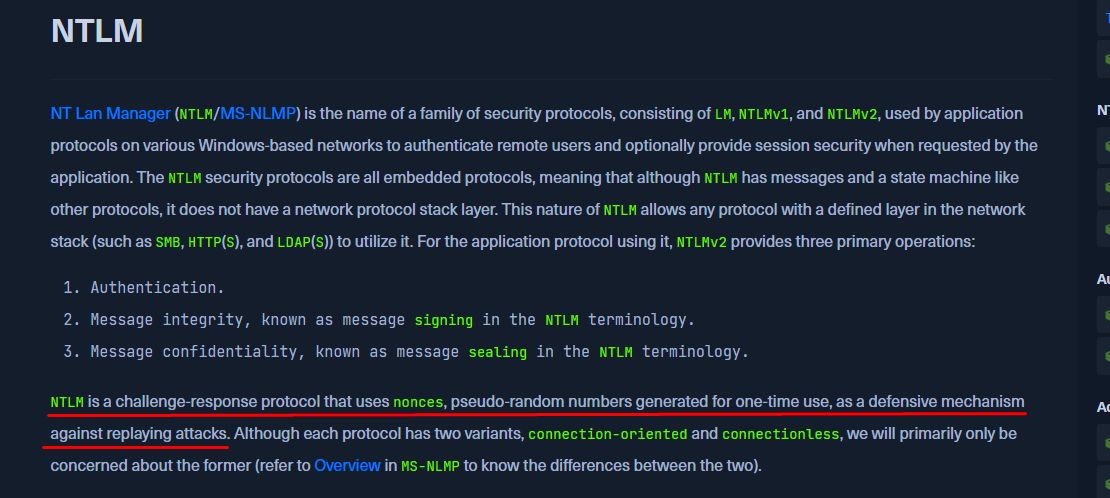 NTLM
NT Lan Manager (NTLM/MS-NLMP) is the name of a family of security protocols, consisting of LM, NTLMv1, and NTLMv2, used by application
protocols on various Windows-based networks to authenticate remote users and optionally provide session security when requested by the
application. The NTLM security protocols are all embedded protocols, meaning that although NTLM has messages and a state machine like
other protocols, it does not have a network protocol stack layer. This nature of NTLM allows any protocol with a defined layer in the network
stack (such as SMB, HTTP(S), and LDAP(S)) to utilize it. For the application protocol using it, NTLMv2 provides three primary operations:
1. Authentication.
2. Message integrity, known as message signing in the NTLM terminology.
3. Message confidentiality, known as message sealing in the NTLM terminology.
NTLM is a challenge-response protocol that uses nonces, pseudo-random numbers generated for one-time use, as a defensive mechanism
against replaying attacks. Although each protocol has two variants, connection-oriented and connectionless, we will primarily only be
concerned about the former (refer to Overview in MS-NLMP to know the differences between the two).